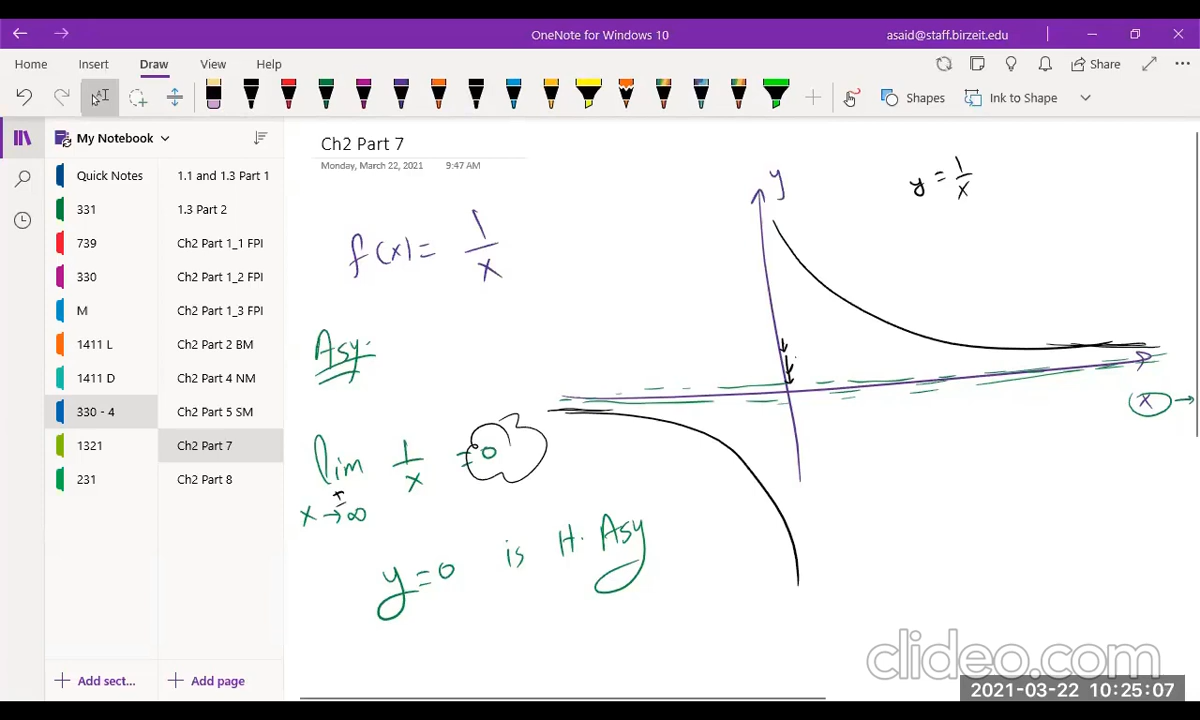 OneNote for Windows 10
asaid@staff.birzeit.edu
Home Insert Draw View Help
Share
Shapes
Ink to Shape
My Notebook
Quick Notes
331
739
330
M
1411 L
1411 D
330 - 4
1321
231
Add sect...
1.1 and 1.3 Part 1
1.3 Part 2
Ch2 Part 1_1 FPI
Ch2 Part 1_2 FPI
Ch2 Part 1_3 FPI
Ch2 Part 2 BM
Ch2 Part 4 NM
Ch2 Part 5 SM
Ch2 Part 7
Ch2 Part 8
Add page
Ch2 Part 7
Monday, March 22, 2021 9:47 AM
f(x) = 1/x
y
y = 1/x
Asy:
x →
lim 1/x = 0
x → ±∞
y = 0 is H. Asy
clideo.com
2021-03-22 10:25:07